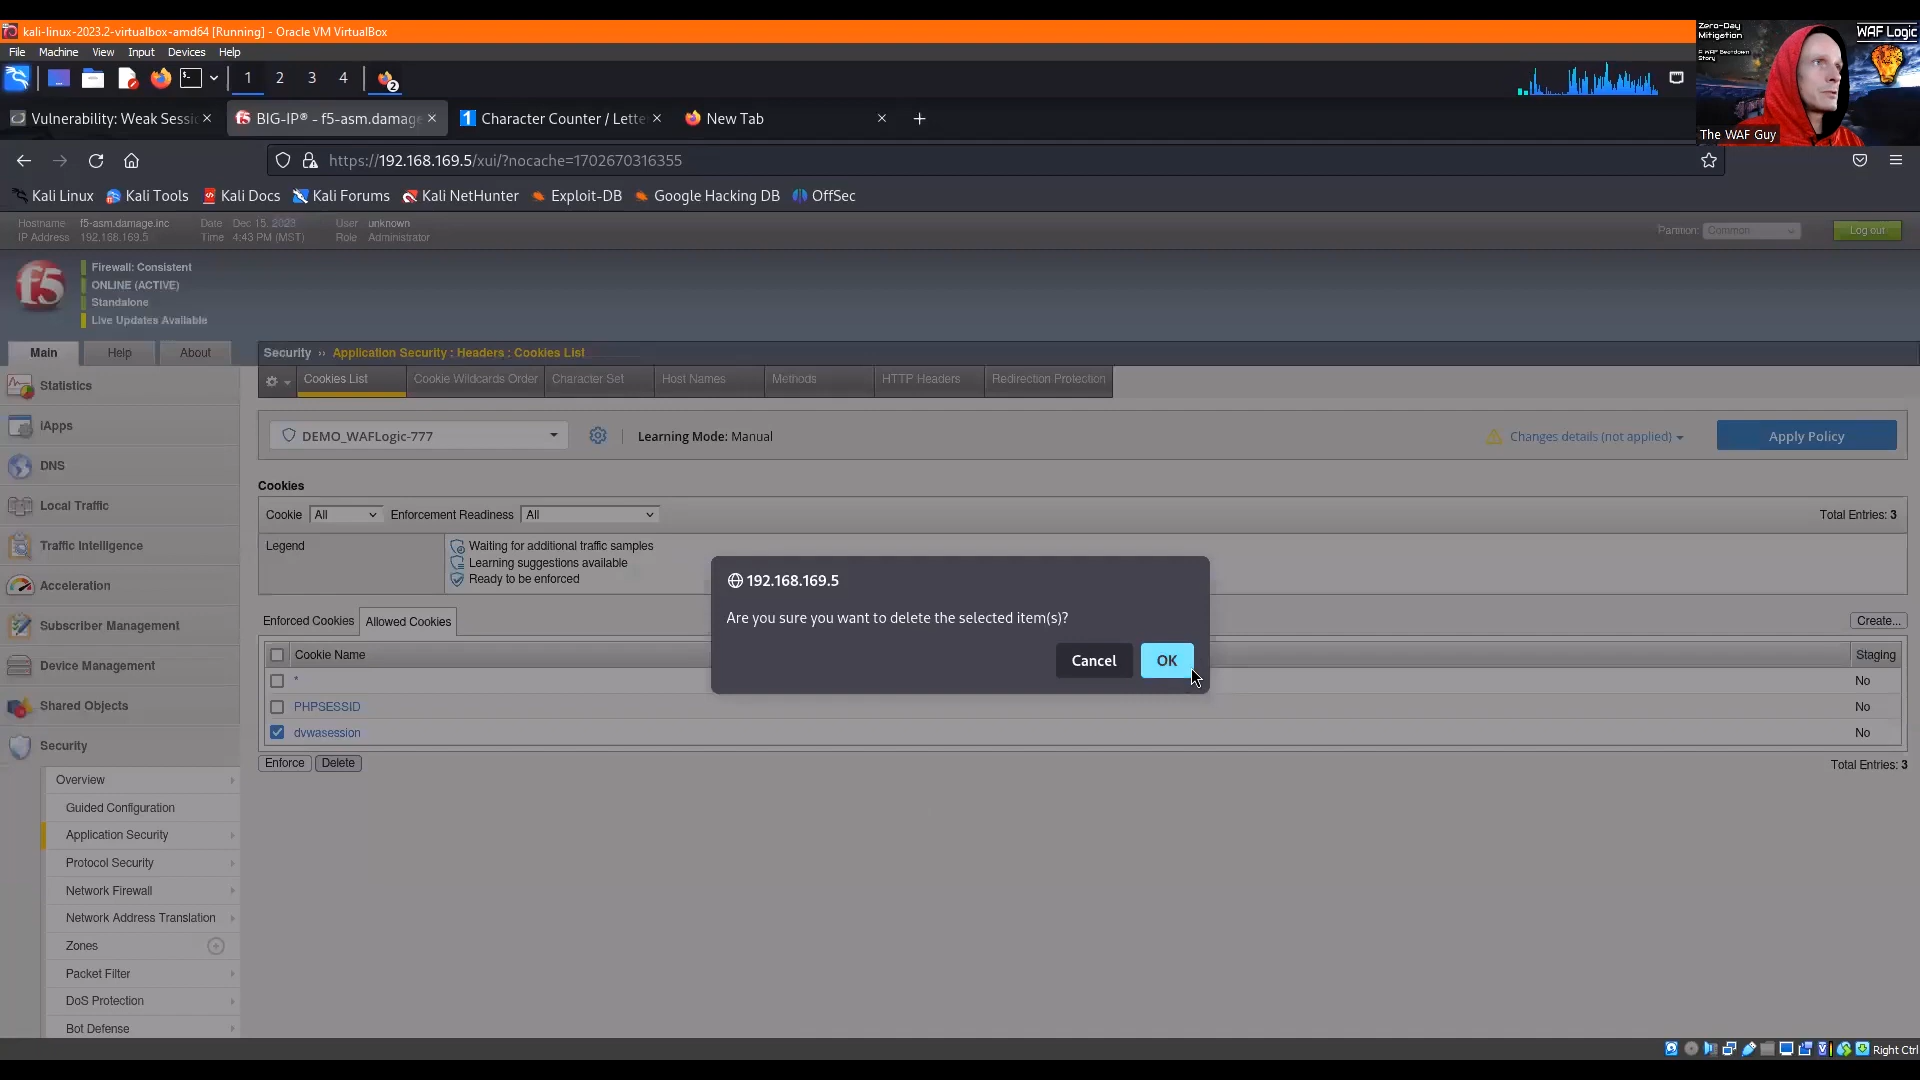 kali-linux-2023.2-virtualbox-amd64 [Running] - Oracle VM VirtualBox
File Machine View Input Devices Help
Zero-Day
Mitigation
A WAF Beatdown
Story
WAF Logic
The WAF Guy
1 2 3 4 2
Vulnerability: Weak Sessi
BIG-IP® - f5-asm.damage
Character Counter / Lette
New Tab
https://192.168.169.5/xui/?nocache=1702670316355
Kali Linux Kali Tools Kali Docs Kali Forums Kali NetHunter Exploit-DB Google Hacking DB OffSec
Hostname f5-asm.damage.inc Date Dec 15, 2023 User unknown
IP Address 192.168.169.5 Time 4:43 PM (MST) Role Administrator
Partition: Common Log out
f5
Firewall: Consistent
ONLINE (ACTIVE)
Standalone
Live Updates Available
Main Help About
Security ›› Application Security : Headers : Cookies List
Cookies List Cookie Wildcards Order Character Set Host Names Methods HTTP Headers Redirection Protection
DEMO_WAFLogic-777 Learning Mode: Manual Changes details (not applied) Apply Policy
Cookies
Cookie All Enforcement Readiness All Total Entries: 3
Legend Waiting for additional traffic samples
Learning suggestions available
Ready to be enforced
192.168.169.5
Are you sure you want to delete the selected item(s)?
Cancel OK
Enforced Cookies Allowed Cookies Create...
Cookie Name Staging
* No
PHPSESSID No
dvwasession No
Enforce Delete Total Entries: 3
Statistics
iApps
DNS
Local Traffic
Traffic Intelligence
Acceleration
Subscriber Management
Device Management
Shared Objects
Security
Overview
Guided Configuration
Application Security
Protocol Security
Network Firewall
Network Address Translation
Zones
Packet Filter
DoS Protection
Bot Defense
Right Ctrl